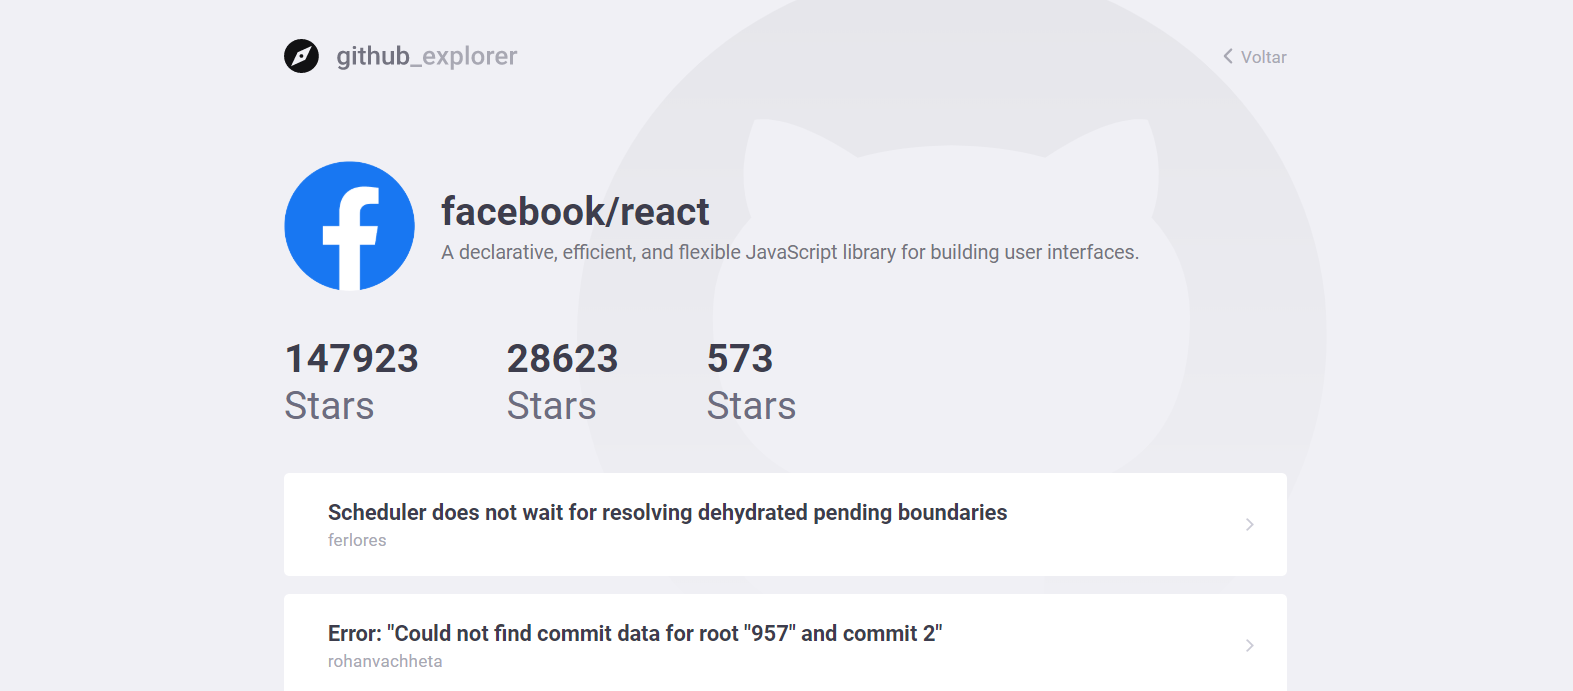 github_explorer
Voltar
facebook/react
A declarative, efficient, and flexible JavaScript library for building user interfaces.
147923 28623 573
Stars Stars Stars
Scheduler does not wait for resolving dehydrated pending boundaries
ferlores
Error: "Could not find commit data for root "957" and commit 2"
rohanvachheta